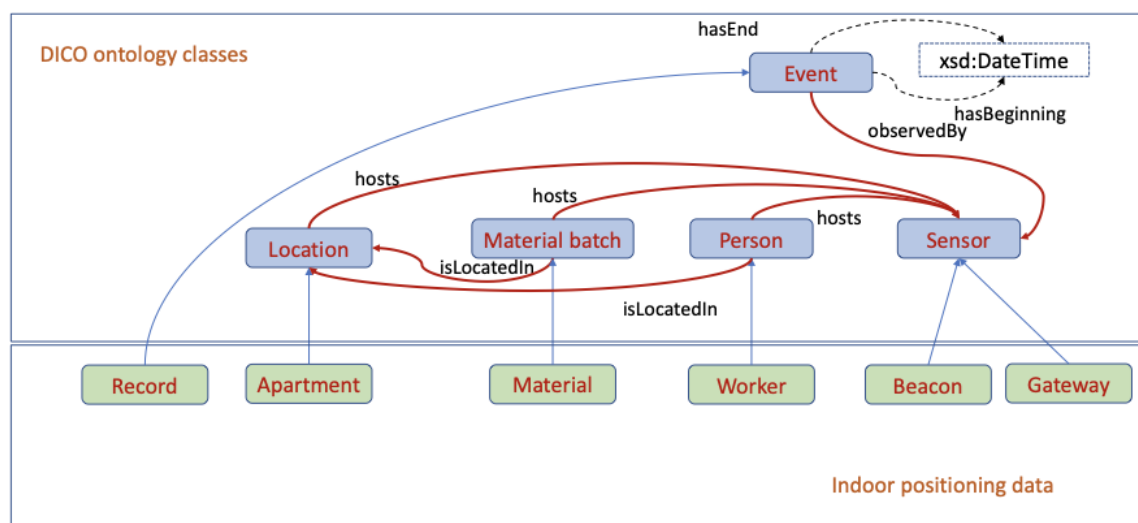 hasEnd
DICO ontology classes
xsd:DateTime
Event
hasBeginning
observedBy
hosts
hosts
hosts
Location
Material batch
Person
Sensor
isLocatedIn
isLocatedIn
Record
Apartment
Material
Worker
Beacon
Gateway
Indoor positioning data